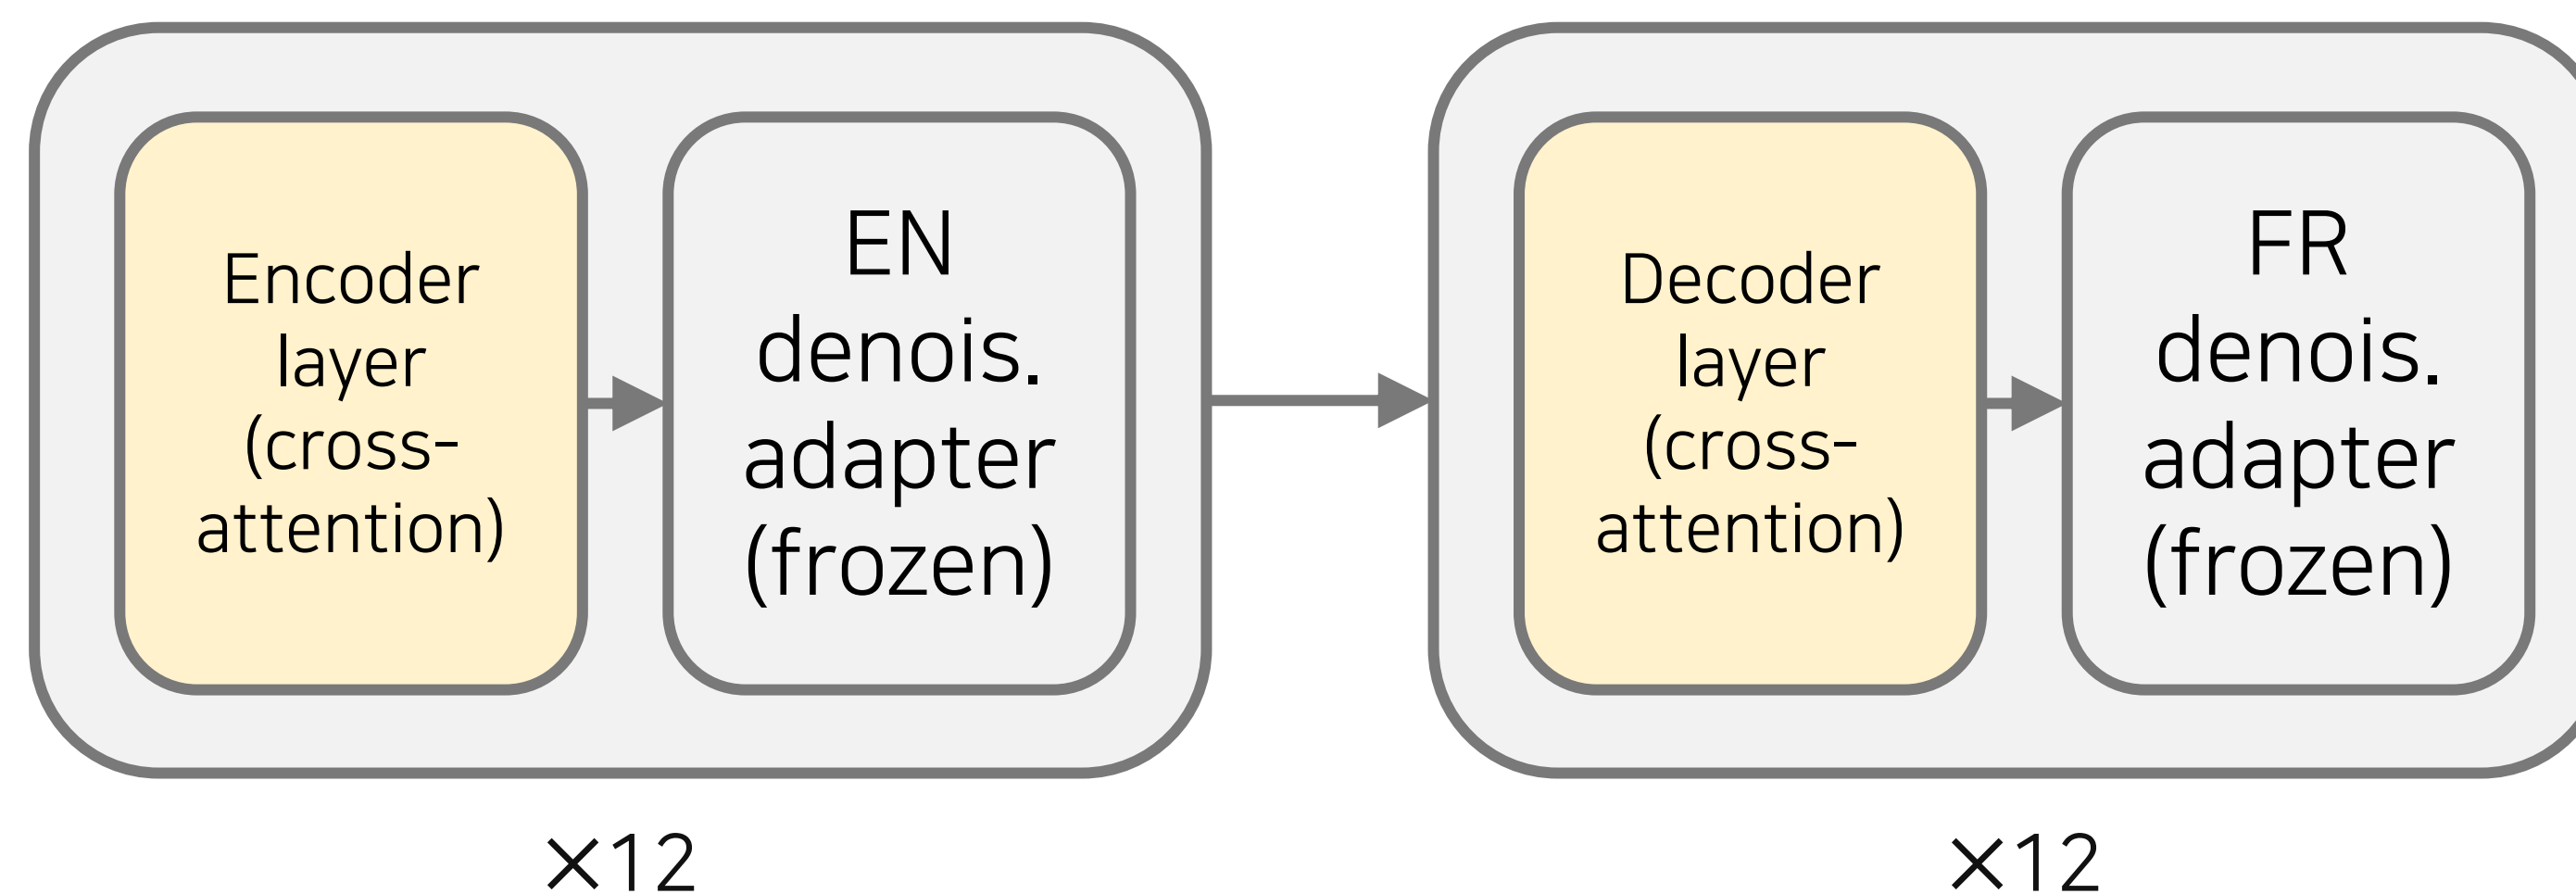 Encoder
layer
(cross-
attention)
EN
denois.
adapter
(frozen)
Decoder
layer
(cross-
attention)
FR
denois.
adapter
(frozen)
×12
×12